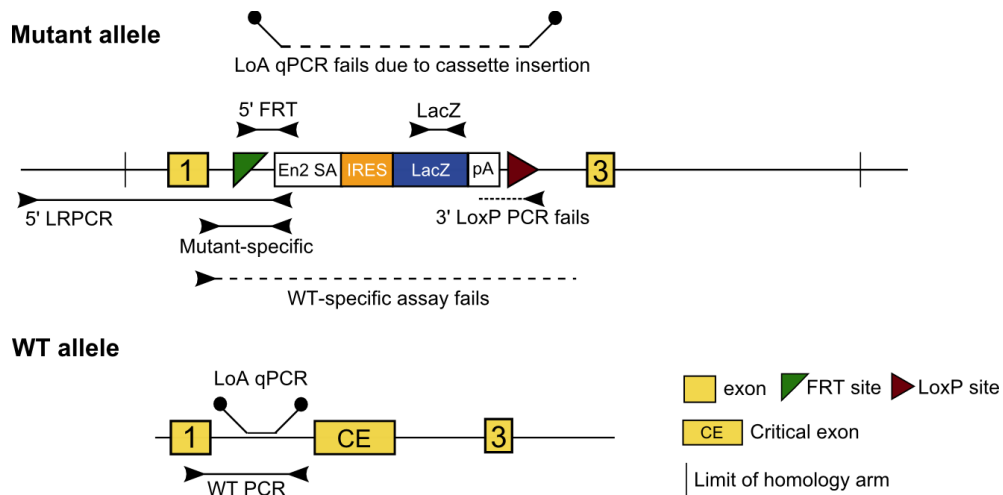 Mutant allele
LoA qPCR fails due to cassette insertion
5' FRT
LacZ
1
En2 SA
IRES
LacZ
pA
3
5' LRPCR
3' LoxP PCR fails
Mutant-specific
WT-specific assay fails
WT allele
LoA qPCR
1
CE
3
WT PCR
exon
FRT site
LoxP site
CE
Critical exon
Limit of homology arm